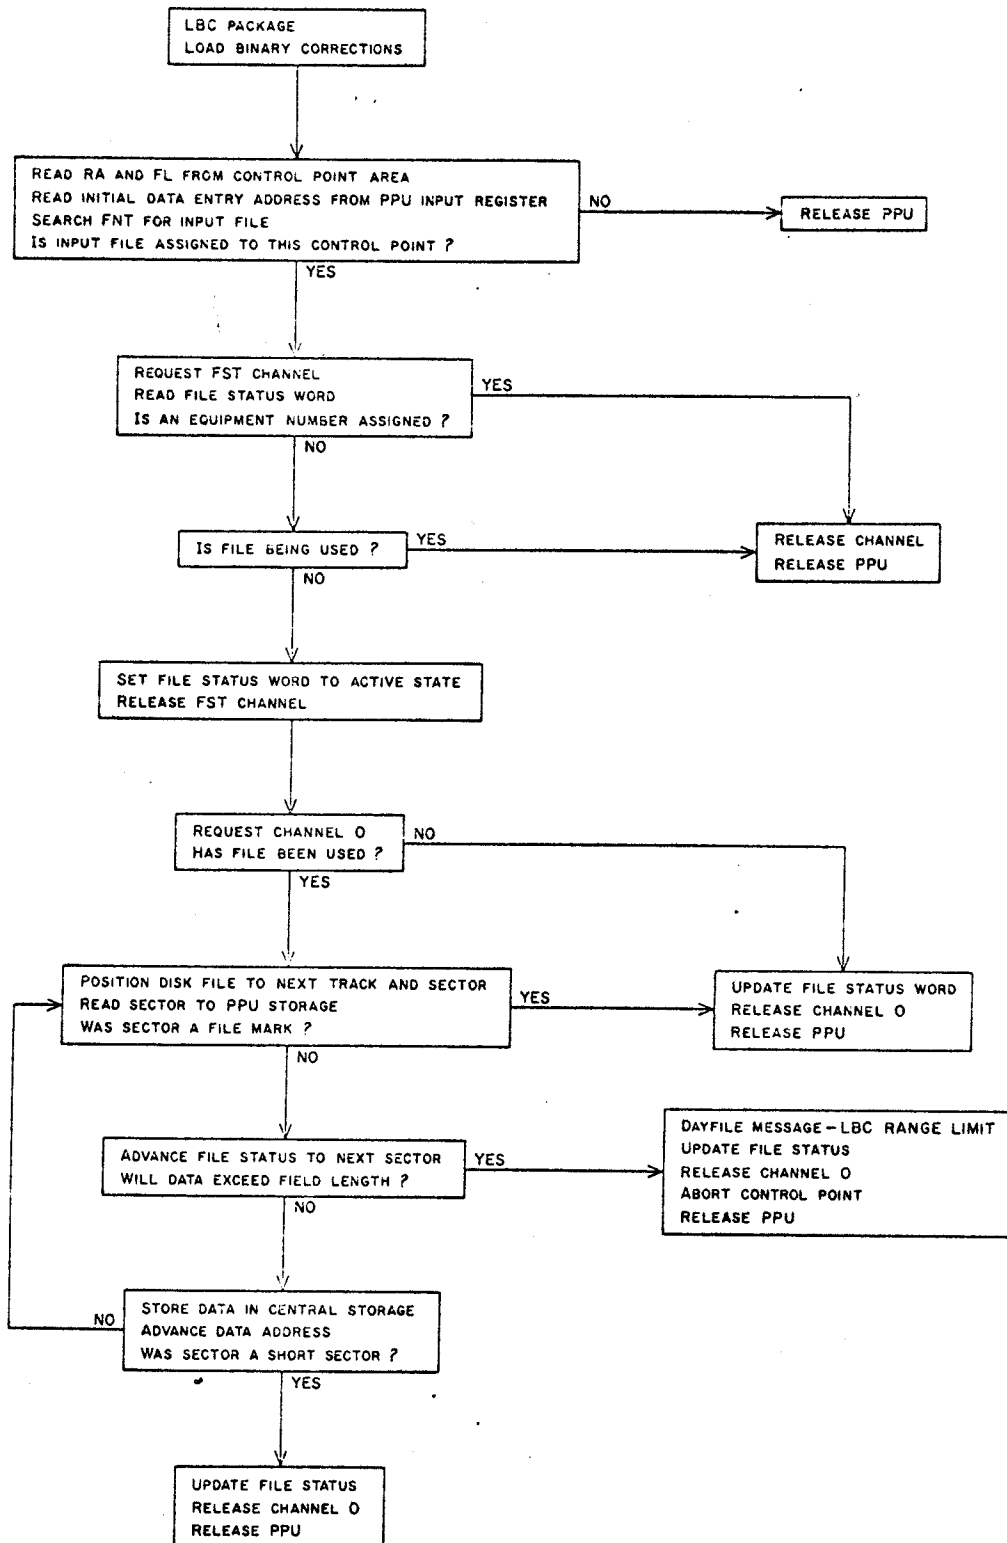 LBC PACKAGE
LOAD BINARY CORRECTIONS
READ RA AND FL FROM CONTROL POINT AREA
READ INITIAL DATA ENTRY ADDRESS FROM PPU INPUT REGISTER
SEARCH FNT FOR INPUT FILE
IS INPUT FILE ASSIGNED TO THIS CONTROL POINT ?
NO
RELEASE PPU
YES
REQUEST FST CHANNEL
READ FILE STATUS WORD
IS AN EQUIPMENT NUMBER ASSIGNED ?
YES
NO
IS FILE BEING USED ?
YES
RELEASE CHANNEL
RELEASE PPU
NO
SET FILE STATUS WORD TO ACTIVE STATE
RELEASE FST CHANNEL
REQUEST CHANNEL 0
HAS FILE BEEN USED ?
NO
YES
POSITION DISK FILE TO NEXT TRACK AND SECTOR
READ SECTOR TO PPU STORAGE
WAS SECTOR A FILE MARK ?
YES
UPDATE FILE STATUS WORD
RELEASE CHANNEL 0
RELEASE PPU
NO
ADVANCE FILE STATUS TO NEXT SECTOR
WILL DATA EXCEED FIELD LENGTH ?
YES
DAYFILE MESSAGE – LBC RANGE LIMIT
UPDATE FILE STATUS
RELEASE CHANNEL 0
ABORT CONTROL POINT
RELEASE PPU
NO
STORE DATA IN CENTRAL STORAGE
ADVANCE DATA ADDRESS
WAS SECTOR A SHORT SECTOR ?
NO
YES
UPDATE FILE STATUS
RELEASE CHANNEL 0
RELEASE PPU